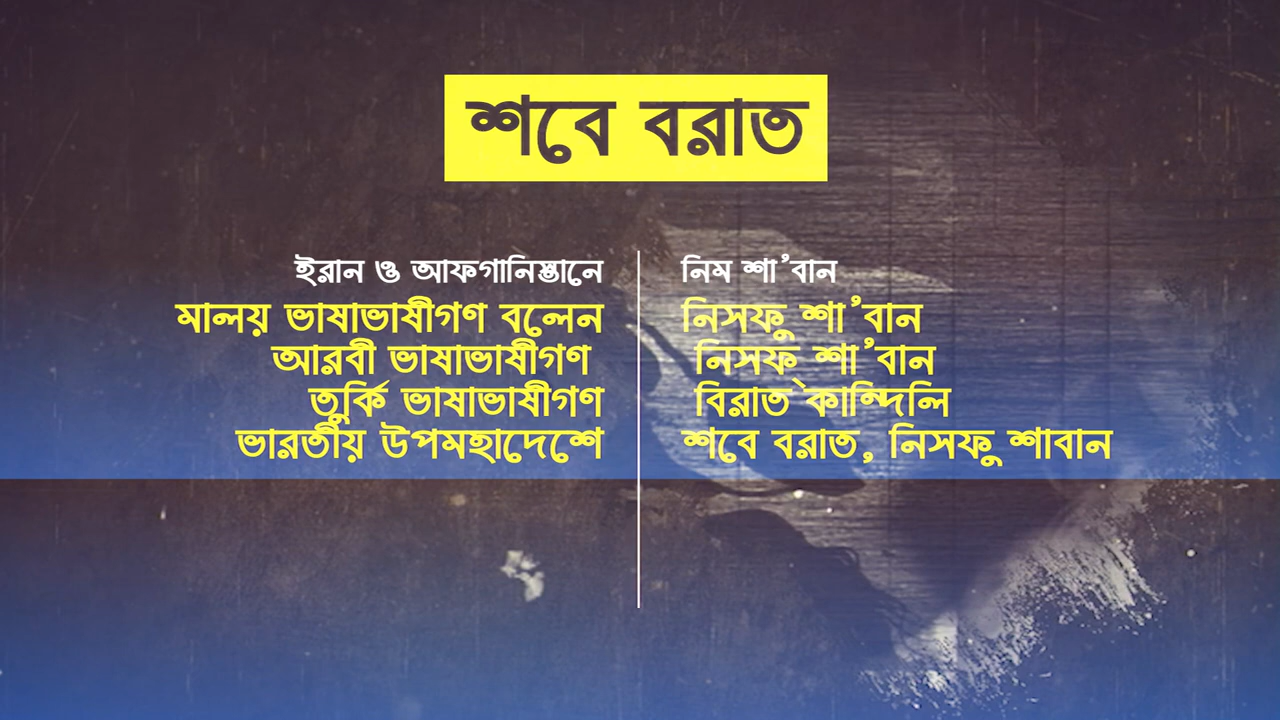 শবে বরাত
ইরান ও আফগানিস্তানে নিম শা’বান
মালয় ভাষাভাষীগণ বলেন নিসফু শা’বান
আরবী ভাষাভাষীগণ নিসফ্ শা’বান
তুর্কি ভাষাভাষীগণ বিরাত কান্দিলি
ভারতীয় উপমহাদেশে শবে বরাত, নিসফু শাবান